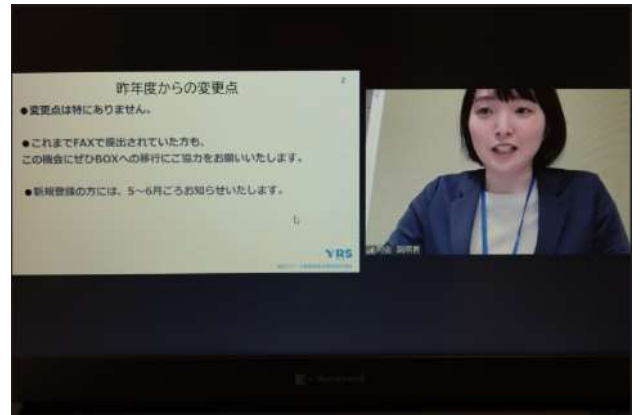 昨年度からの変更点
2
●変更点は特にありません。
●これまでFAXで提出されていた方も、
この機会にぜひBOXへの移行にご協力をお願いいたします。
●新規登録の方には、5～6月ごろお知らせいたします。
VRS